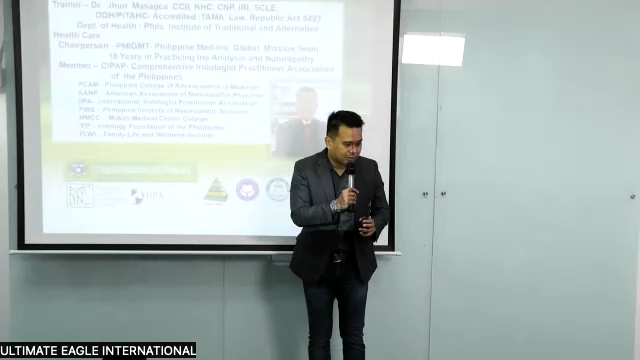 Trainor - Dr. Jhun Masagca CCII, NHC, CNP, IRI, SCLE.
DOH/PITAHC- Accredited :TAMA Law. Republic Act 8423
Dept. of Health : Phils. Institute of Traditional and Alternative
Health Care
Chairperson - PMIGMT- Philippine Med-Iris Global Mission Team
18 Years in Practicing Iris Analysis and Naturopathy
Member – CIPAP- Comprehensive Iridologist Practitioner Association
of the Philippines
PCAM - Philippine College of Advancement in Medicine
AANP - American Association of Naturopathic Physician
IIPA - International Iridologist Practitioner Association
Philippine Institute of Naturopathic Sciences
MMCC - Makati Medical Center College
IFP - Iridology Foundation of the Philippines
FLWI - Family Life and Wellness Institute
IIPA
ULTIMATE EAGLE INTERNATIONAL